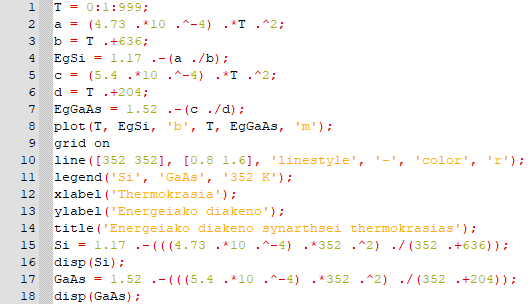 1 T = 0:1:999;
2 a = (4.73 .*10 .^-4) .*T .^2;
3 b = T .+636;
4 EgSi = 1.17 .-(a ./b);
5 c = (5.4 .*10 .^-4) .*T .^2;
6 d = T .+204;
7 EgGaAs = 1.52 .-(c ./d);
8 plot(T, EgSi, 'b', T, EgGaAs, 'm');
9 grid on
10 line([352 352], [0.8 1.6], 'linestyle', '-', 'color', 'r');
11 legend('Si', 'GaAs', '352 K');
12 xlabel('Thermokrasia');
13 ylabel('Energeiako diakeno');
14 title('Energeiako diakeno synarthsei thermokrasias');
15 Si = 1.17 .-(((4.73 .*10 .^-4) .*352 .^2) ./(352 .+636));
16 disp(Si);
17 GaAs = 1.52 .-(((5.4 .*10 .^-4) .*352 .^2) ./(352 .+204));
18 disp(GaAs);